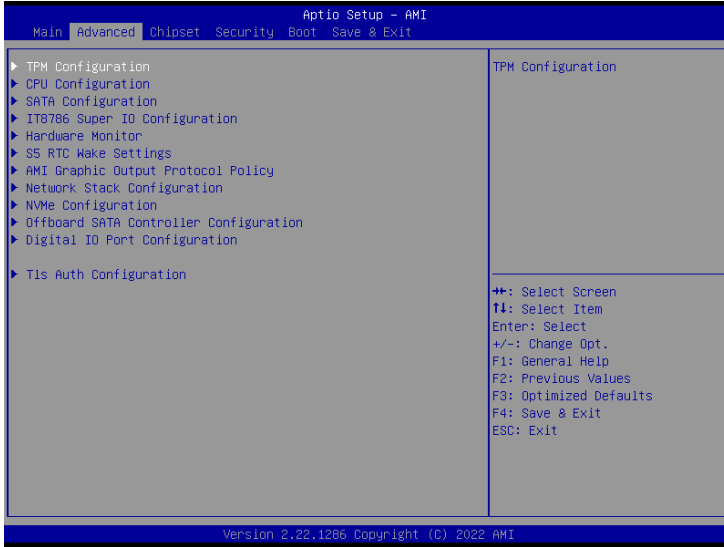 Aptio Setup – AMI
Main Advanced Chipset Security Boot Save & Exit
TPM Configuration
CPU Configuration
SATA Configuration
IT8786 Super IO Configuration
Hardware Monitor
S5 RTC Wake Settings
AMI Graphic Output Protocol Policy
Network Stack Configuration
NVMe Configuration
Offboard SATA Controller Configuration
Digital IO Port Configuration
Tls Auth Configuration
TPM Configuration
→←: Select Screen
↑↓: Select Item
Enter: Select
+/-: Change Opt.
F1: General Help
F2: Previous Values
F3: Optimized Defaults
F4: Save & Exit
ESC: Exit
Version 2.22.1286 Copyright (C) 2022 AMI